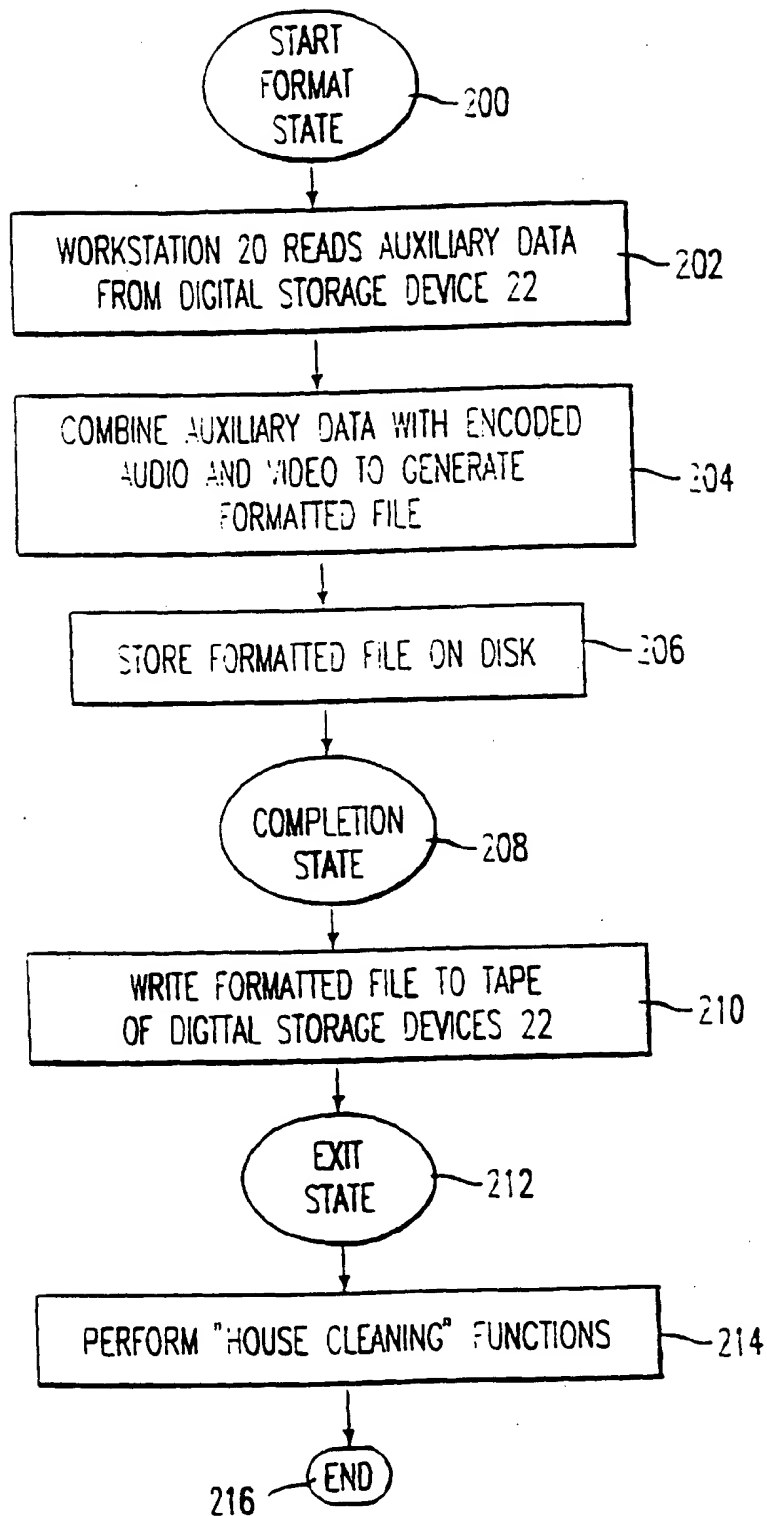 START
FORMAT
STATE
200
WORKSTATION 20 READS AUXILIARY DATA
FROM DIGITAL STORAGE DEVICE 22
202
COMBINE AUXILIARY DATA WITH ENCODED
AUDIO AND VIDEO TO GENERATE
FORMATTED FILE
204
STORE FORMATTED FILE ON DISK
206
COMPLETION
STATE
208
WRITE FORMATTED FILE TO TAPE
OF DIGITAL STORAGE DEVICES 22
210
EXIT
STATE
212
PERFORM "HOUSE CLEANING" FUNCTIONS
214
END
216